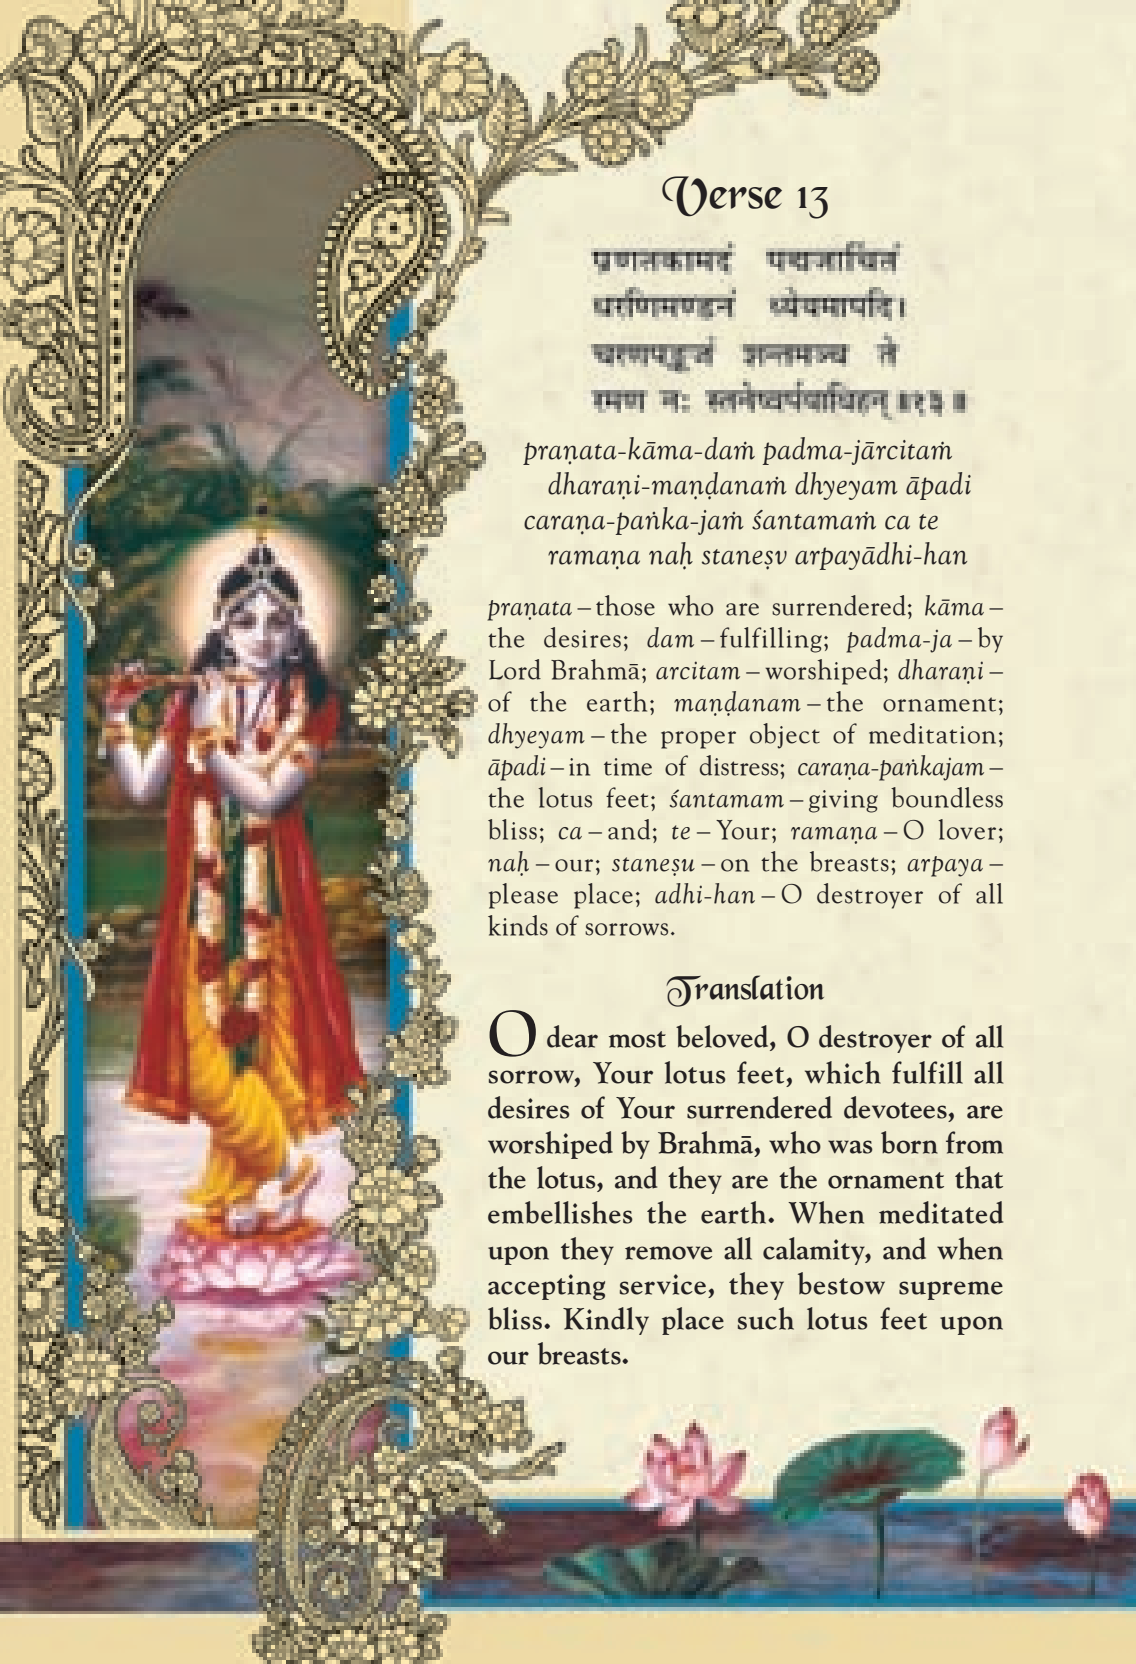 Verse 13
प्रणतकामदं पद्मजार्चितं
धरणिमण्डनं ध्येयमापदि।
चरणपङ्कजं शन्तमञ्च ते
रमण नः स्तनेष्वर्पयाधिहन्॥१३॥
praṇata-kāma-daṁ padma-jārcitaṁ
dharaṇi-maṇḍanaṁ dhyeyam āpadi
caraṇa-paṅka-jaṁ śantamaṁ ca te
ramaṇa naḥ staneṣv arpayādhi-han
praṇata – those who are surrendered; kāma –
the desires; dam – fulfilling; padma-ja – by
Lord Brahmā; arcitam – worshiped; dharaṇi –
of the earth; maṇḍanam – the ornament;
dhyeyam – the proper object of meditation;
āpadi – in time of distress; caraṇa-paṅkajam –
the lotus feet; śantamam – giving boundless
bliss; ca – and; te – Your; ramaṇa – O lover;
naḥ – our; staneṣu – on the breasts; arpaya –
please place; adhi-han – O destroyer of all
kinds of sorrows.
Translation
O dear most beloved, O destroyer of all
sorrow, Your lotus feet, which fulfill all
desires of Your surrendered devotees, are
worshiped by Brahmā, who was born from
the lotus, and they are the ornament that
embellishes the earth. When meditated
upon they remove all calamity, and when
accepting service, they bestow supreme
bliss. Kindly place such lotus feet upon
our breasts.